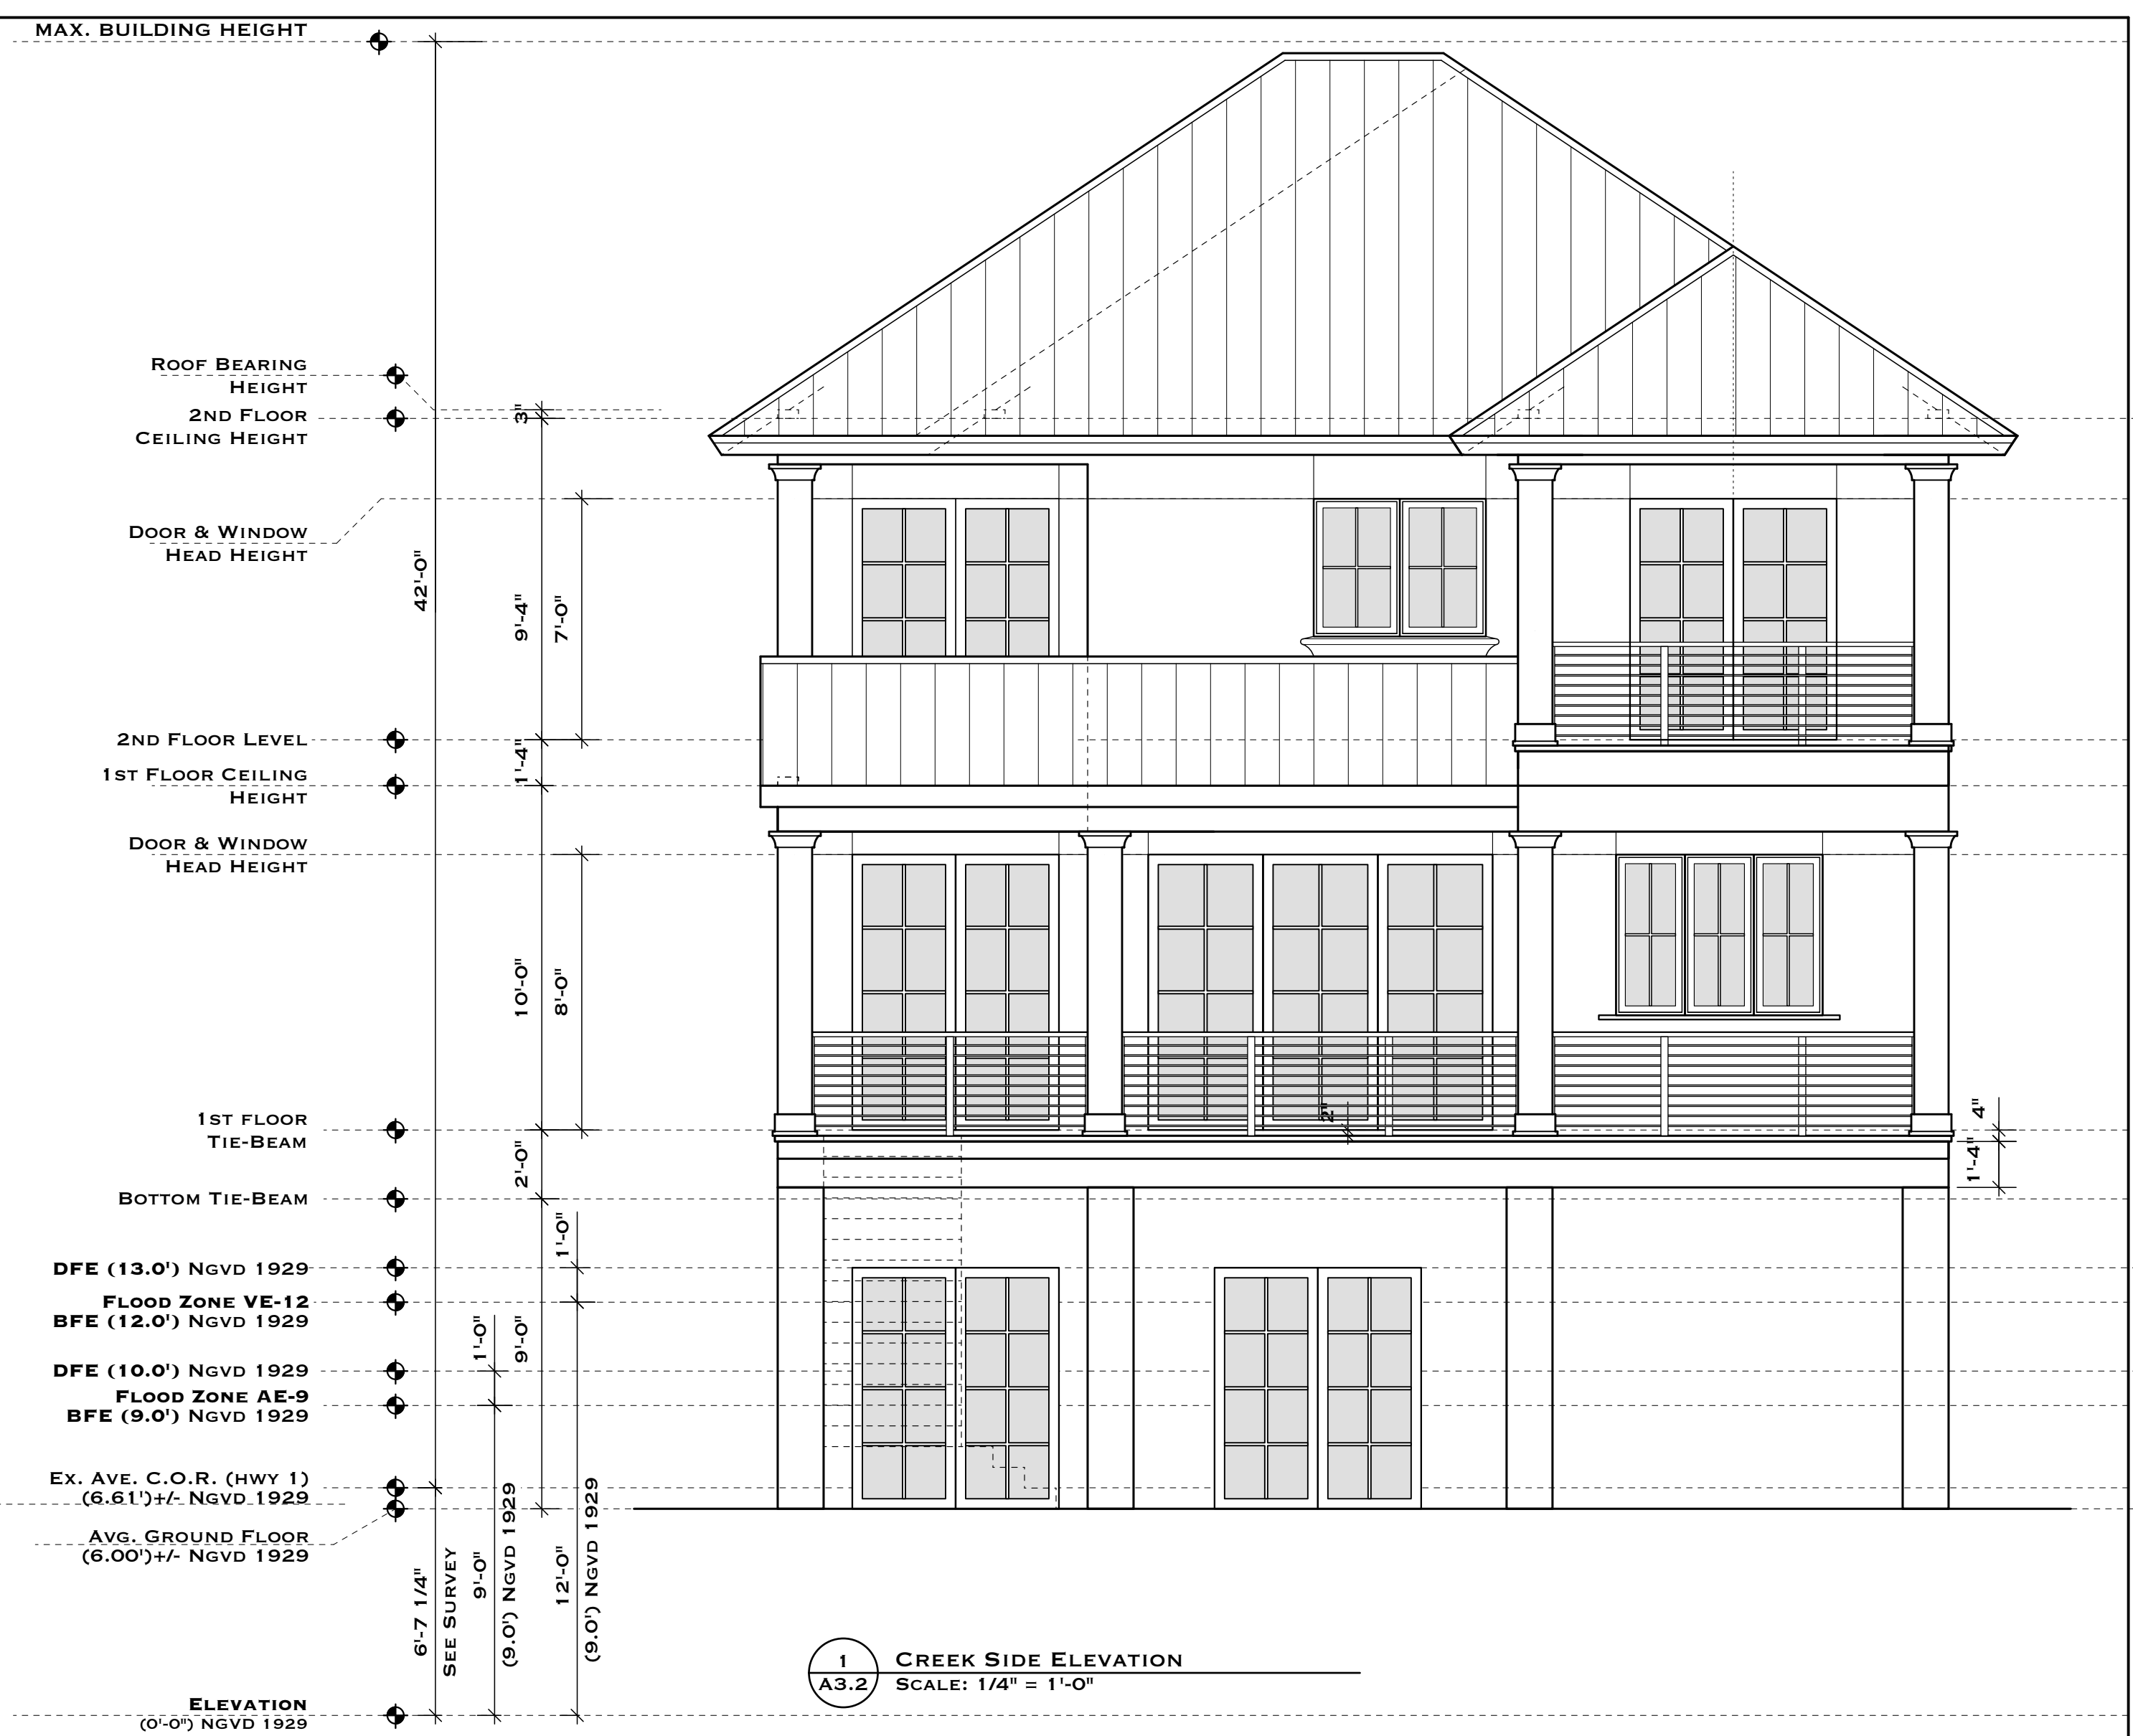 MAX. BUILDING HEIGHT
ROOF BEARING
HEIGHT
2ND FLOOR
CEILING HEIGHT
DOOR & WINDOW
HEAD HEIGHT
2ND FLOOR LEVEL
1ST FLOOR CEILING
HEIGHT
DOOR & WINDOW
HEAD HEIGHT
1ST FLOOR
TIE-BEAM
BOTTOM TIE-BEAM
DFE (13.0') NGVD 1929
FLOOD ZONE VE-12
BFE (12.0') NGVD 1929
DFE (10.0') NGVD 1929
FLOOD ZONE AE-9
BFE (9.0') NGVD 1929
EX. AVE. C.O.R. (HWY 1)
(6.61')+/- NGVD 1929
AVG. GROUND FLOOR
(6.00')+/- NGVD 1929
ELEVATION
(0'-0") NGVD 1929
42'-0"
6'-7 1/4"
SEE SURVEY
1'-0"
9'-0"
(9.0') NGVD 1929
3"
9'-4"
1'-4"
10'-0"
2'-0"
9'-0"
7'-0"
8'-0"
1'-0"
12'-0"
(9.0') NGVD 1929
2"
4"
1'-4"
1
A3.2
CREEK SIDE ELEVATION
SCALE: 1/4" = 1'-0"